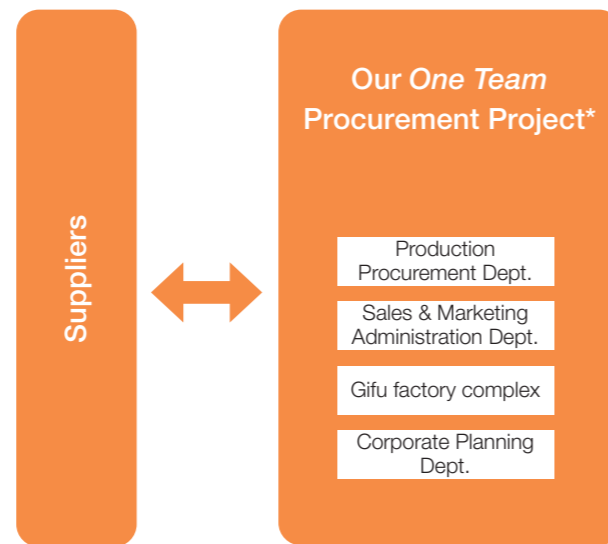 Suppliers
Our One Team
Procurement Project*
Production
Procurement Dept.
Sales & Marketing
Administration Dept.
Gifu factory complex
Corporate Planning
Dept.